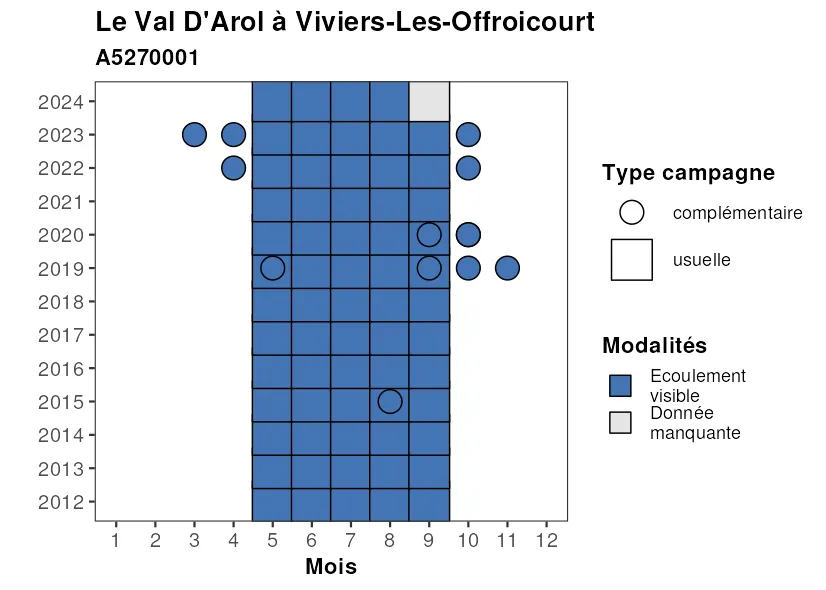 Le Val D'Arol à Viviers-Les-Offroicourt
A5270001
2024
2023
2022
2021
2020
2019
2018
2017
2016
2015
2014
2013
2012
1 2 3 4 5 6 7 8 9 10 11 12
Mois
Type campagne
complémentaire
usuelle
Modalités
Ecoulement
visible
Donnée
manquante